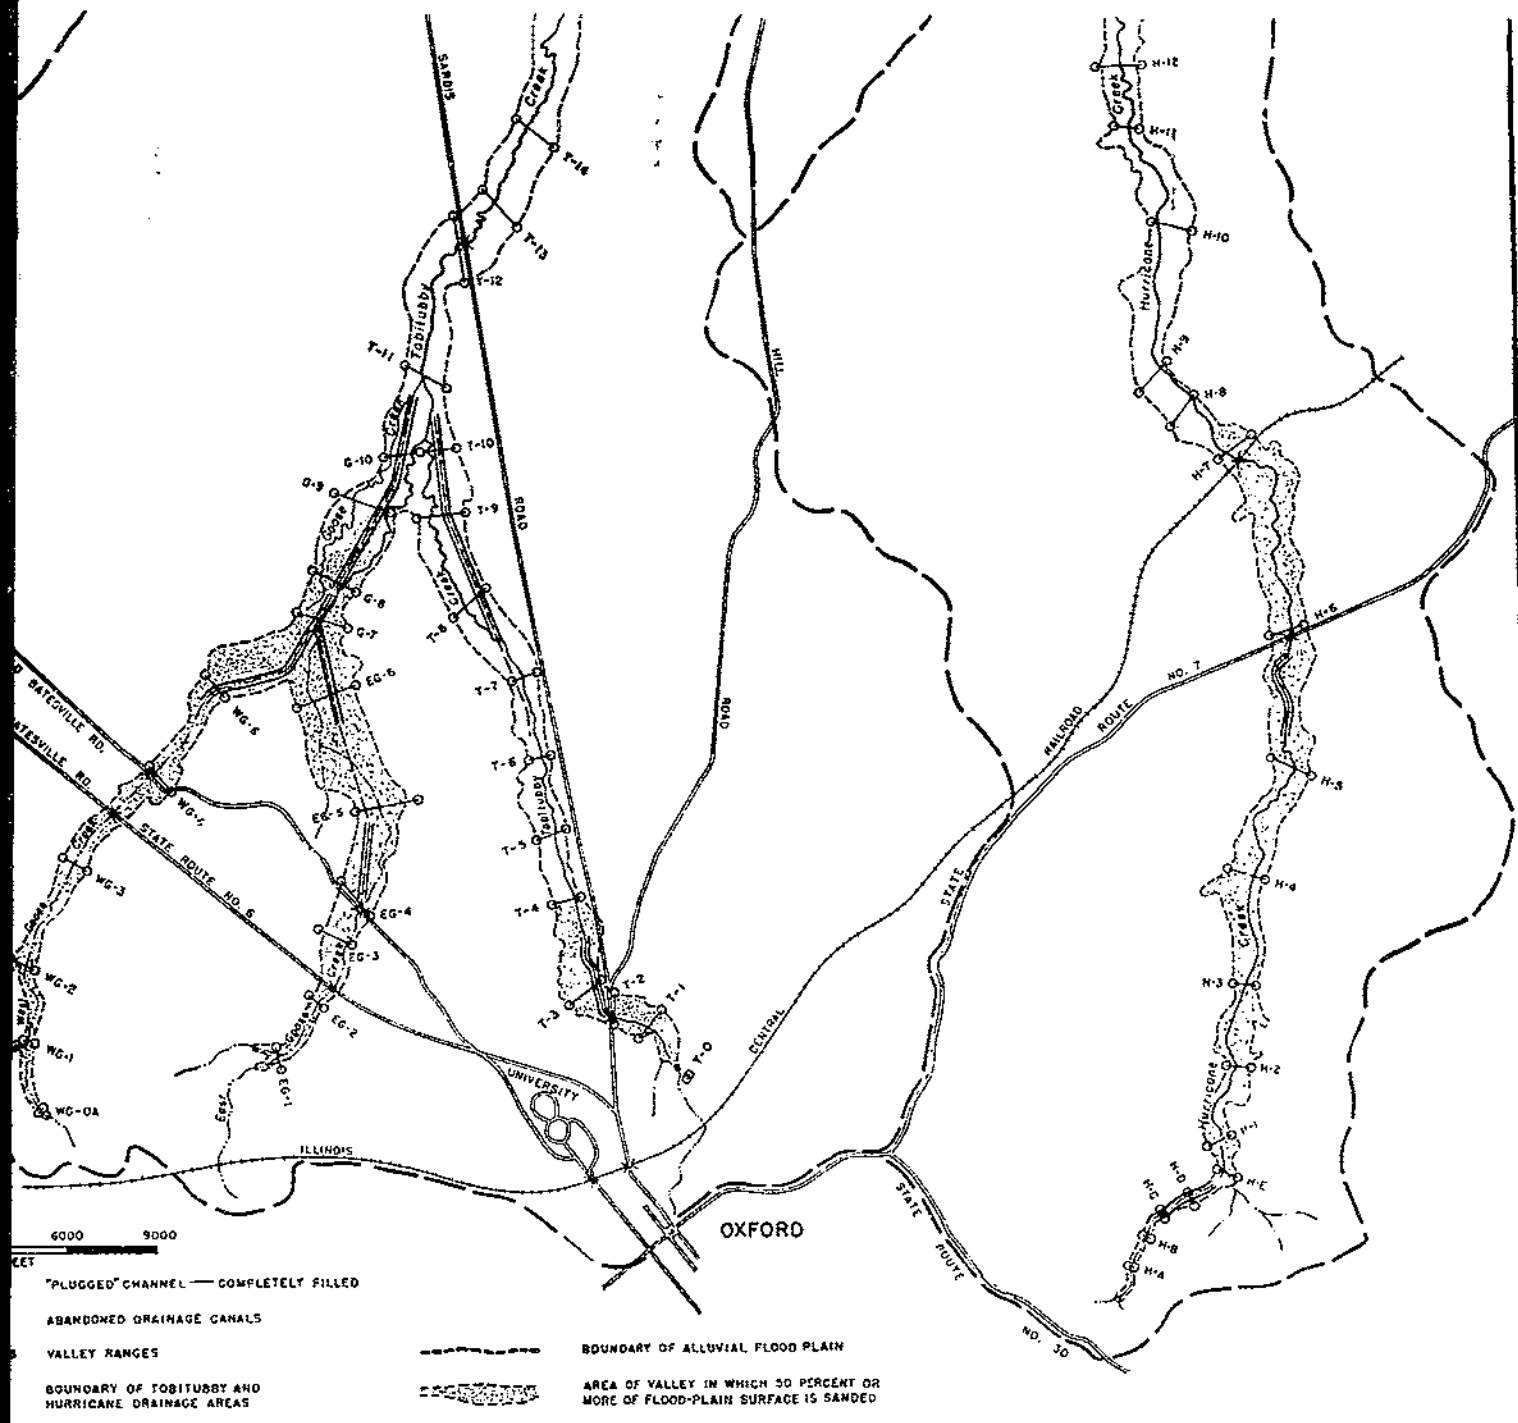 SARDIS
Creek
T-14
T-13
T-12
Tobitubby
T-11
Creek
G-10
T-10
G-9
T-9
Goose
ROAD
Creek
T-8
G-8
G-7
T-7
EG-6
WG-6
T-6
Tobitubby
EG-5
WG-5
T-5
BATESVILLE RD.
BATESVILLE RD.
STATE ROUTE NO. 6
Creek
WG-3
Goose
T-4
EG-4
EG-3
Creek
WG-2
T-2
T-1
T-3
EG-2
Goose
West
WG-1
T-0
EG-1
East
WG-0A
UNIVERSITY
ILLINOIS
CENTRAL
RAILROAD
HILL
ROAD
STATE
ROUTE
NO. 7
H-12
Creek
H-11
H-10
Hurricane
H-9
H-8
H-7
H-6
H-5
H-4
Creek
H-3
H-2
Hurricane
H-1
H-E
H-D
H-C
H-B
H-A
STATE
ROUTE
NO. 30
OXFORD
6000 9000
EET
"PLUGGED" CHANNEL — COMPLETELY FILLED
ABANDONED DRAINAGE CANALS
VALLEY RANGES
BOUNDARY OF TOBITUBBY AND
HURRICANE DRAINAGE AREAS
BOUNDARY OF ALLUVIAL FLOOD PLAIN
AREA OF VALLEY IN WHICH 50 PERCENT OR
MORE OF FLOOD-PLAIN SURFACE IS SANDED